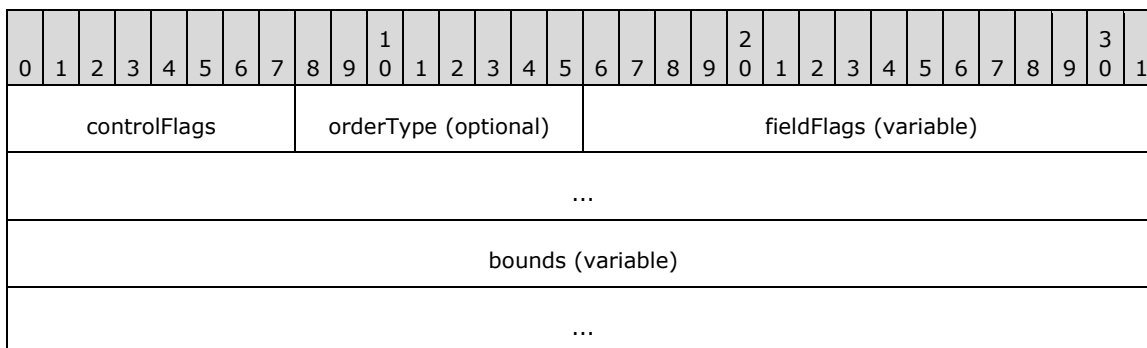 1 2 3
0 1 2 3 4 5 6 7 8 9 0 1 2 3 4 5 6 7 8 9 0 1 2 3 4 5 6 7 8 9 0 1
controlFlags orderType (optional) fieldFlags (variable)
...
bounds (variable)
...